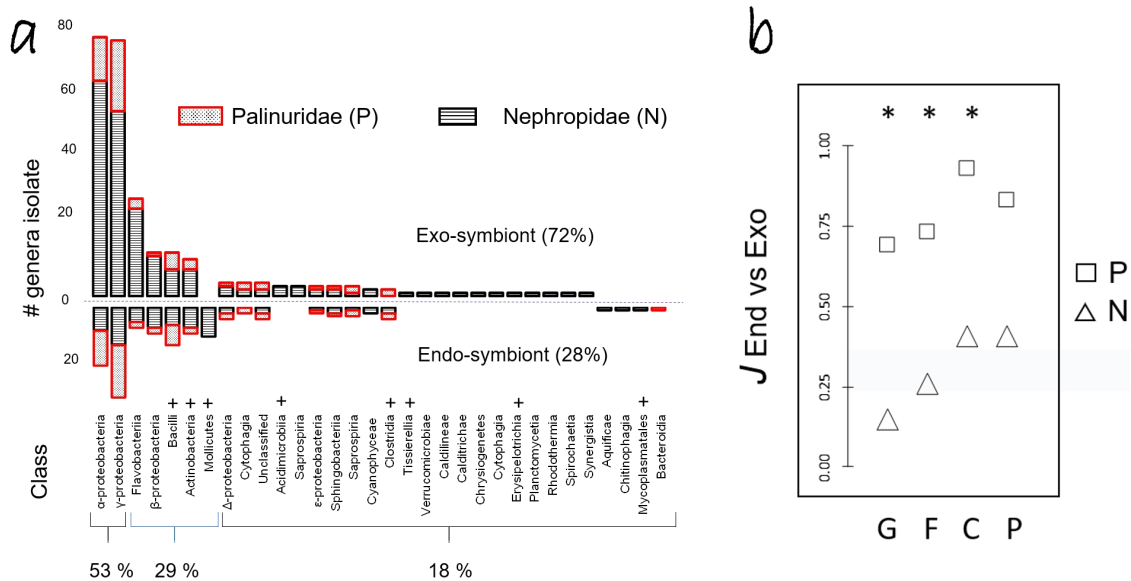 a
80
60
40
20
0
20
# genera isolate
Palinuridae (P)
Nephropidae (N)
Exo-symbiont (72%)
Endo-symbiont (28%)
+ + + + + + + +
Class
α-proteobacteria
γ-proteobacteria
Flavobacteriia
β-proteobacteria
Bacilli
Actinobacteria
Mollicutes
Δ-proteobacteria
Cytophagia
Unclassified
Acidimicrobiia
Saprospiria
ε-proteobacteria
Sphingobacteriia
Saprospiria
Cyanophyceae
Clostridia
Tissierellia
Verrucomicrobiae
Caldilineae
Calditrichae
Chrysiogenetes
Cytophagia
Erysipelotrichia
Planctomycetia
Rhodothermia
Spirochaetia
Synergistia
Aquificae
Chitinophagia
Mycoplasmatales
Bacteroidia
53 %
29 %
18 %
b
* * *
1.00
0.75
0.50
0.25
0.00
J End vs Exo
P
N
G F C P